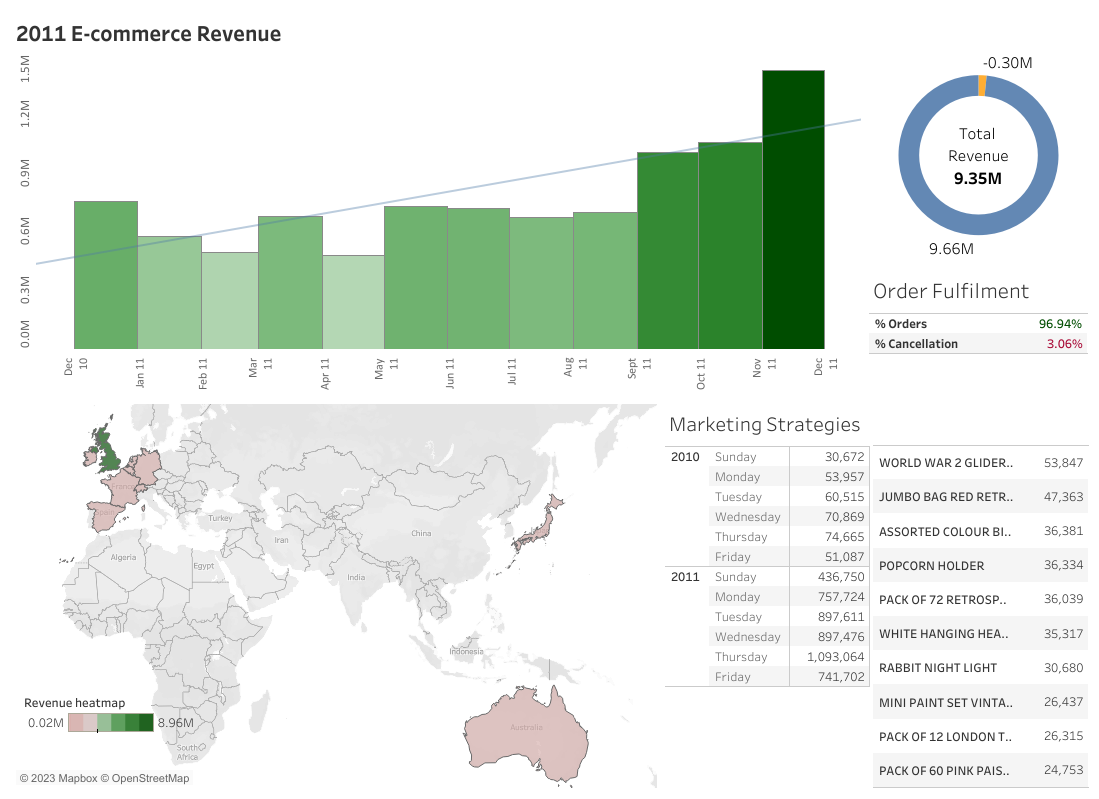 2011 E-commerce Revenue
1.5M
1.2M
0.9M
0.6M
0.3M
0.0M
Dec 10
Jan 11
Feb 11
Mar 11
Apr 11
May 11
Jun 11
Jul 11
Aug 11
Sept 11
Oct 11
Nov 11
Dec 11
-0.30M
Total
Revenue
9.35M
9.66M
Order Fulfilment
% Orders 96.94%
% Cancellation 3.06%
France
Spain
Turkey
Algeria
Egypt
Iran
China
India
Indonesia
Australia
South
Africa
Revenue heatmap
0.02M 8.96M
© 2023 Mapbox © OpenStreetMap
Marketing Strategies
2010 Sunday 30,672
Monday 53,957
Tuesday 60,515
Wednesday 70,869
Thursday 74,665
Friday 51,087
2011 Sunday 436,750
Monday 757,724
Tuesday 897,611
Wednesday 897,476
Thursday 1,093,064
Friday 741,702
WORLD WAR 2 GLIDER.. 53,847
JUMBO BAG RED RETR.. 47,363
ASSORTED COLOUR BI.. 36,381
POPCORN HOLDER 36,334
PACK OF 72 RETROSP.. 36,039
WHITE HANGING HEA.. 35,317
RABBIT NIGHT LIGHT 30,680
MINI PAINT SET VINTA.. 26,437
PACK OF 12 LONDON T.. 26,315
PACK OF 60 PINK PAIS.. 24,753